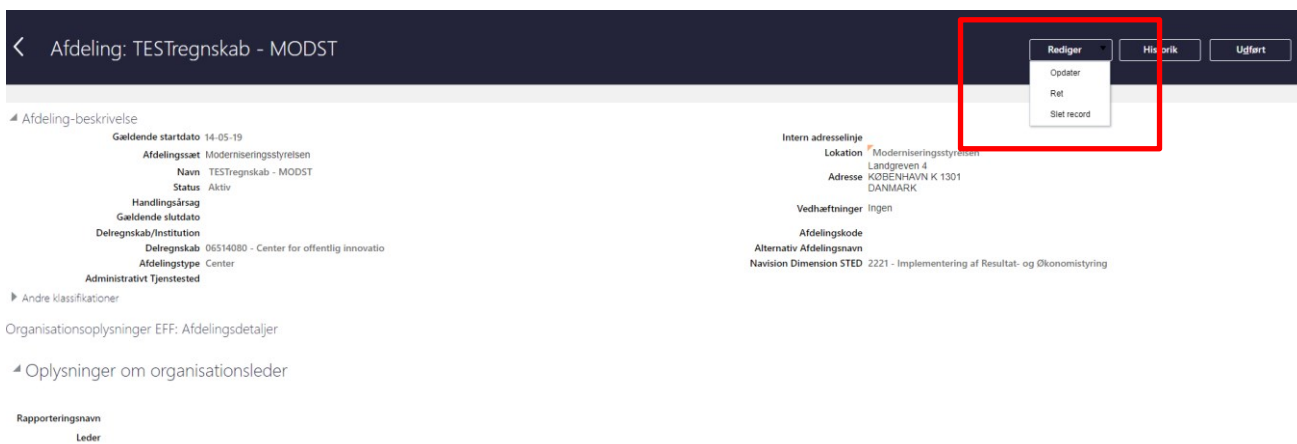 Afdeling: TESTregnskab - MODST
Rediger
Historik
Udført
Opdater
Ret
Slet record
Afdeling-beskrivelse
Gældende startdato 14-05-19
Afdelingssæt Moderniseringsstyrelsen
Navn TESTregnskab - MODST
Status Aktiv
Handlingsårsag
Gældende slutdato
Delregnskab/Institution
Delregnskab 06514080 - Center for offentlig innovatio
Afdelingstype Center
Administrativt Tjenstested
Intern adresselinje
Lokation Moderniseringsstyrelsen
Adresse Landgreven 4
KØBENHAVN K 1301
DANMARK
Vedhæftninger Ingen
Afdelingskode
Alternativ Afdelingsnavn
Navision Dimension STED 2221 - Implementering af Resultat- og Økonomistyring
Andre klassifikationer
Organisationsoplysninger EFF: Afdelingsdetaljer
Oplysninger om organisationsleder
Rapporteringsnavn
Leder